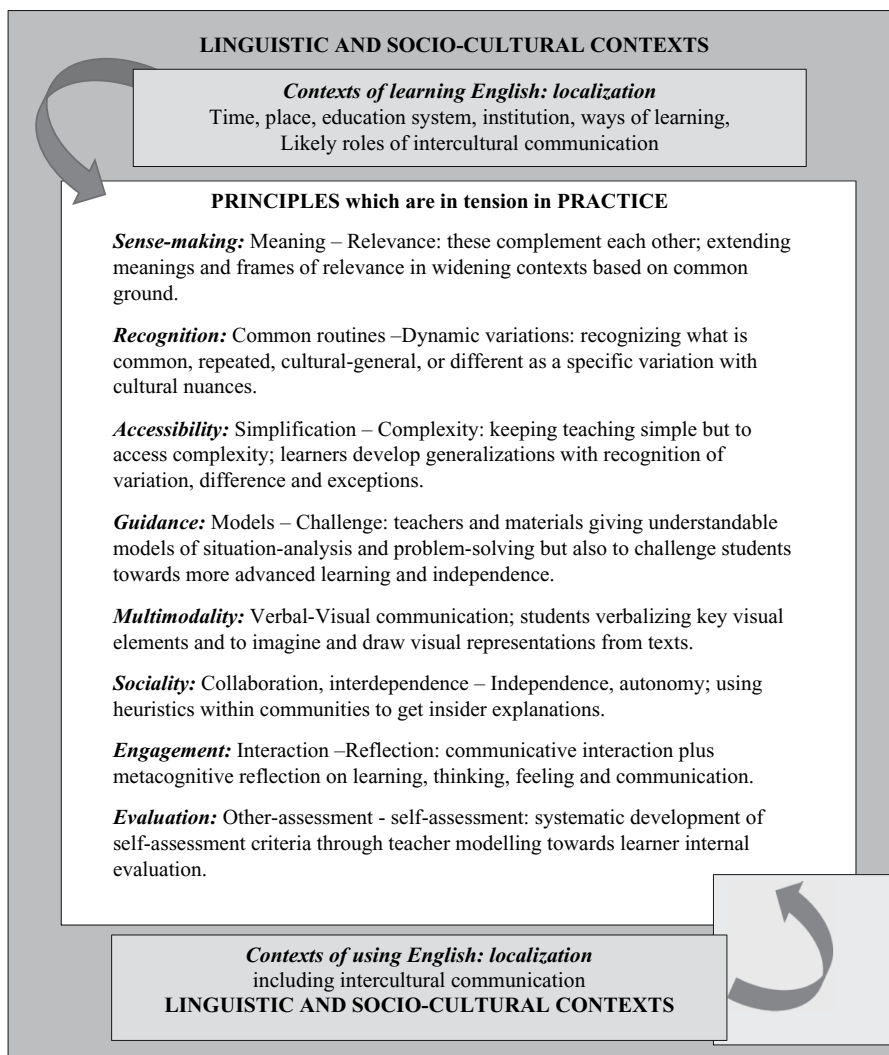 LINGUISTIC AND SOCIO-CULTURAL CONTEXTS
Contexts of learning English: localization
Time, place, education system, institution, ways of learning,
Likely roles of intercultural communication
PRINCIPLES which are in tension in PRACTICE
Sense-making: Meaning – Relevance: these complement each other; extending
meanings and frames of relevance in widening contexts based on common
ground.
Recognition: Common routines –Dynamic variations: recognizing what is
common, repeated, cultural-general, or different as a specific variation with
cultural nuances.
Accessibility: Simplification – Complexity: keeping teaching simple but to
access complexity; learners develop generalizations with recognition of
variation, difference and exceptions.
Guidance: Models – Challenge: teachers and materials giving understandable
models of situation-analysis and problem-solving but also to challenge students
towards more advanced learning and independence.
Multimodality: Verbal-Visual communication; students verbalizing key visual
elements and to imagine and draw visual representations from texts.
Sociality: Collaboration, interdependence – Independence, autonomy; using
heuristics within communities to get insider explanations.
Engagement: Interaction –Reflection: communicative interaction plus
metacognitive reflection on learning, thinking, feeling and communication.
Evaluation: Other-assessment - self-assessment: systematic development of
self-assessment criteria through teacher modelling towards learner internal
evaluation.
Contexts of using English: localization
including intercultural communication
LINGUISTIC AND SOCIO-CULTURAL CONTEXTS